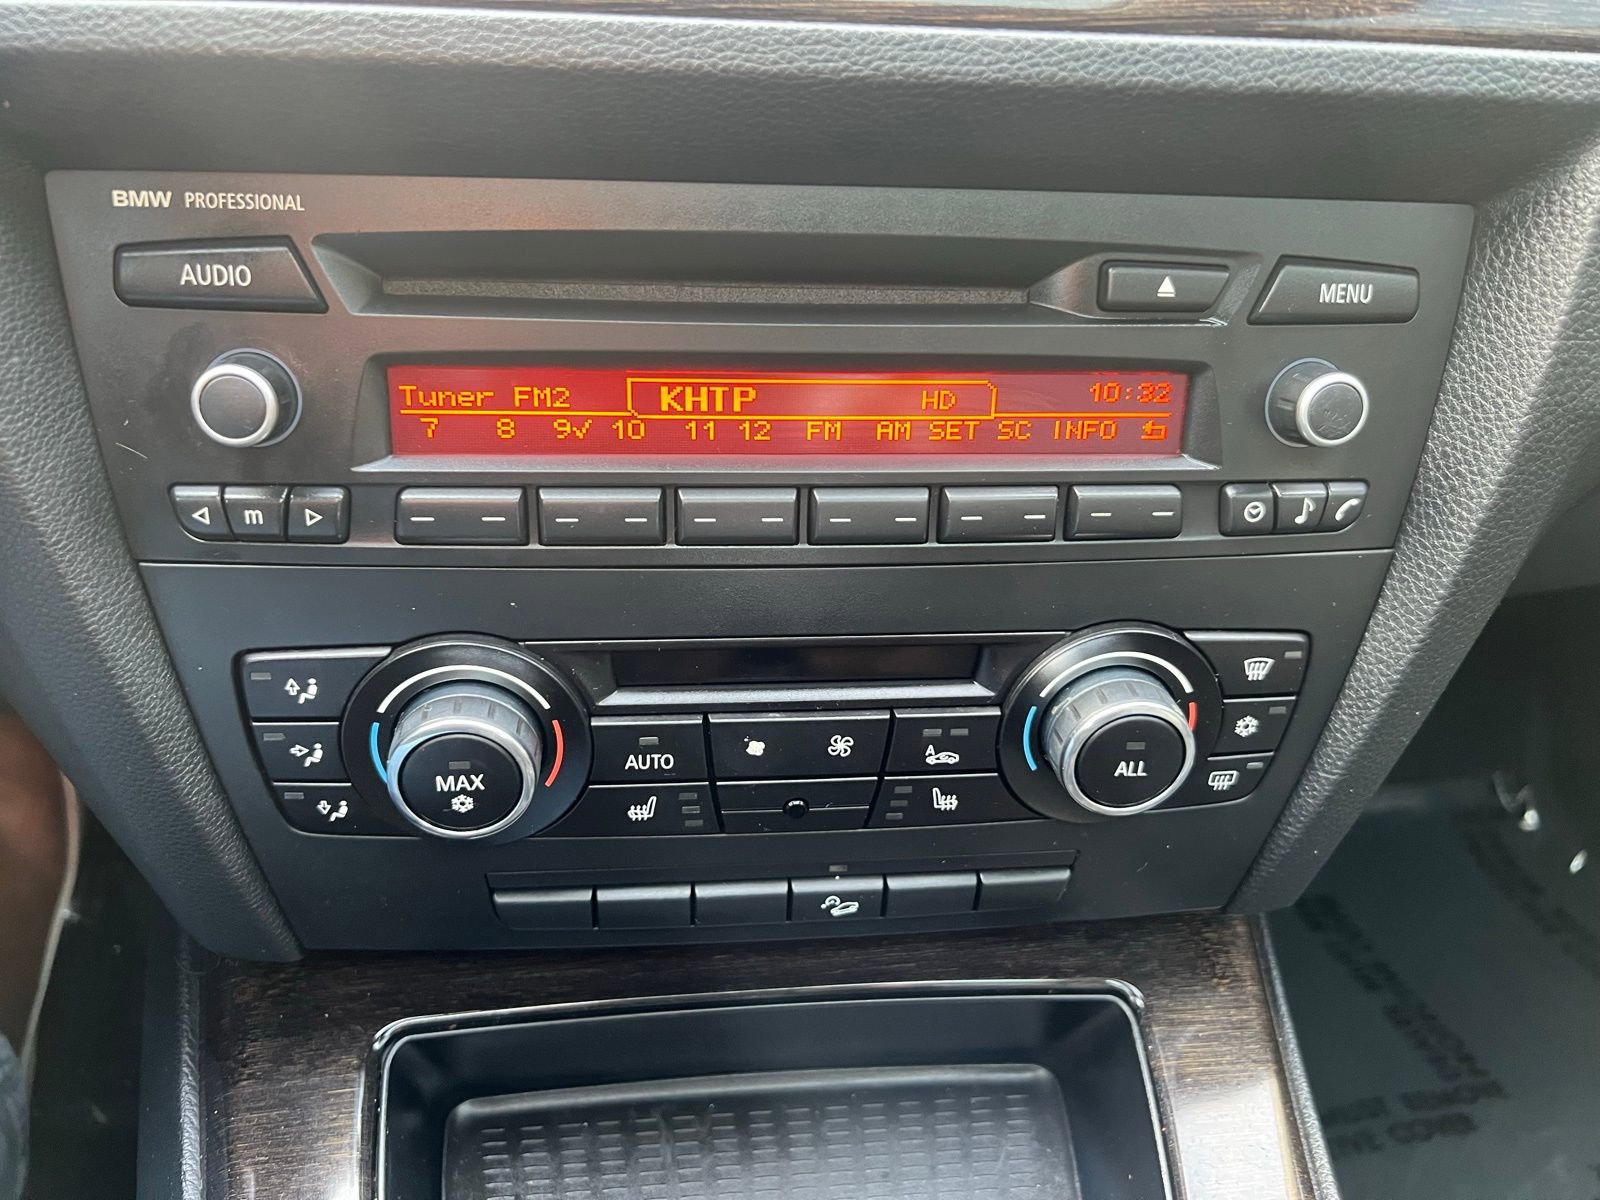 BMW PROFESSIONAL
AUDIO
MENU
Tuner FM2 KHTP HD 10:32
7 8 9√ 10 11 12 FM AM SET SC INFO
m
AUTO
A
MAX
ALL